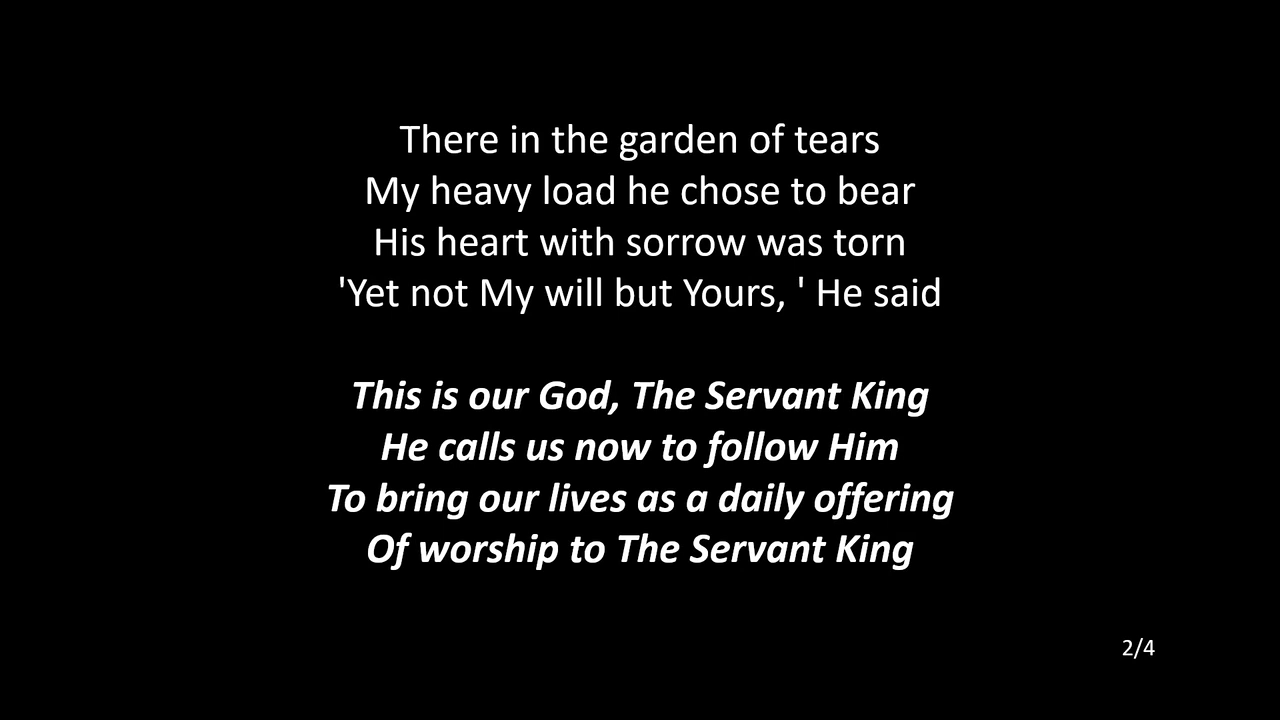 There in the garden of tears
My heavy load he chose to bear
His heart with sorrow was torn
'Yet not My will but Yours, ' He said
This is our God, The Servant King
He calls us now to follow Him
To bring our lives as a daily offering
Of worship to The Servant King
2/4